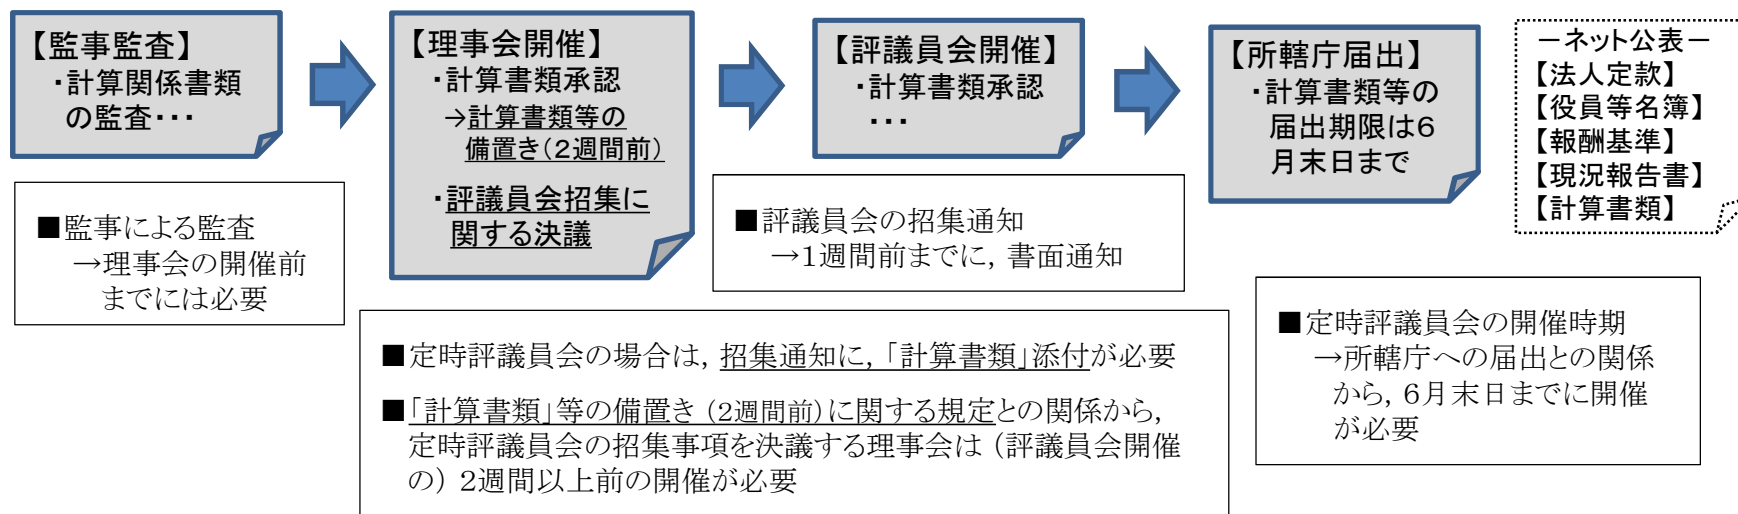 【監事監査】
・計算関係書類
の監査・・・
【理事会開催】
・計算書類承認
→計算書類等の
備置き(2週間前)
・評議員会招集に
関する決議
【評議員会開催】
・計算書類承認
・・・
【所轄庁届出】
・計算書類等の
届出期限は6
月末日まで
－ネット公表－
【法人定款】
【役員等名簿】
【報酬基準】
【現況報告書】
【計算書類】
■監事による監査
→理事会の開催前
までには必要
■評議員会の招集通知
→1週間前までに，書面通知
■定時評議員会の場合は，招集通知に，「計算書類」添付が必要
■「計算書類」等の備置き（2週間前）に関する規定との関係から，
定時評議員会の招集事項を決議する理事会は（評議員会開催
の）2週間以上前の開催が必要
■定時評議員会の開催時期
→所轄庁への届出との関係
から，6月末日までに開催
が必要